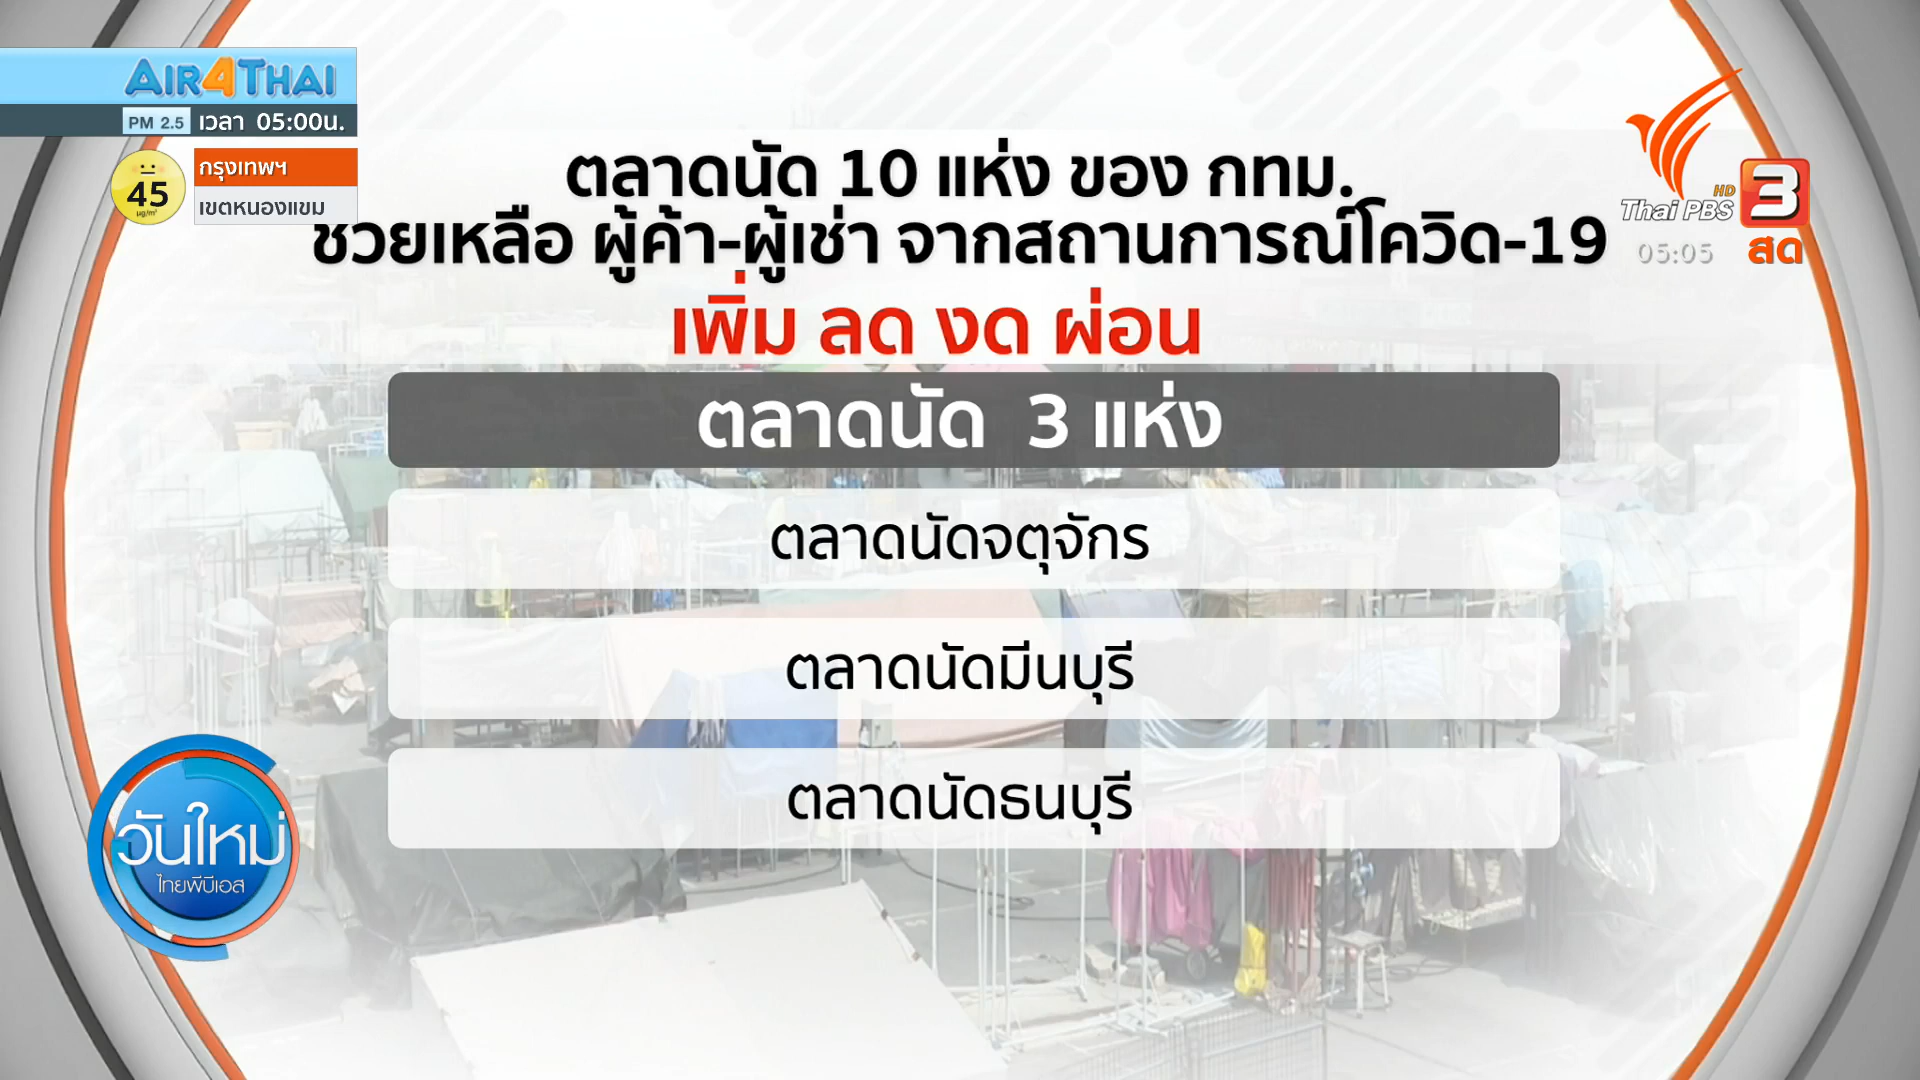 AIR4THAI
PM 2.5 เวลา 05:00น.
45
µg/m³
กรุงเทพฯ
เขตหนองแขม
ตลาดนัด 10 แห่ง ของ กทม.
ช่วยเหลือ ผู้ค้า-ผู้เช่า จากสถานการณ์โควิด-19
เพิ่ม ลด งด ผ่อน
ตลาดนัด 3 แห่ง
ตลาดนัดจตุจักร
ตลาดนัดมีนบุรี
ตลาดนัดธนบุรี
HD
Thai PBS
3
05:05
สด
วันใหม่
ไทยพีบีเอส